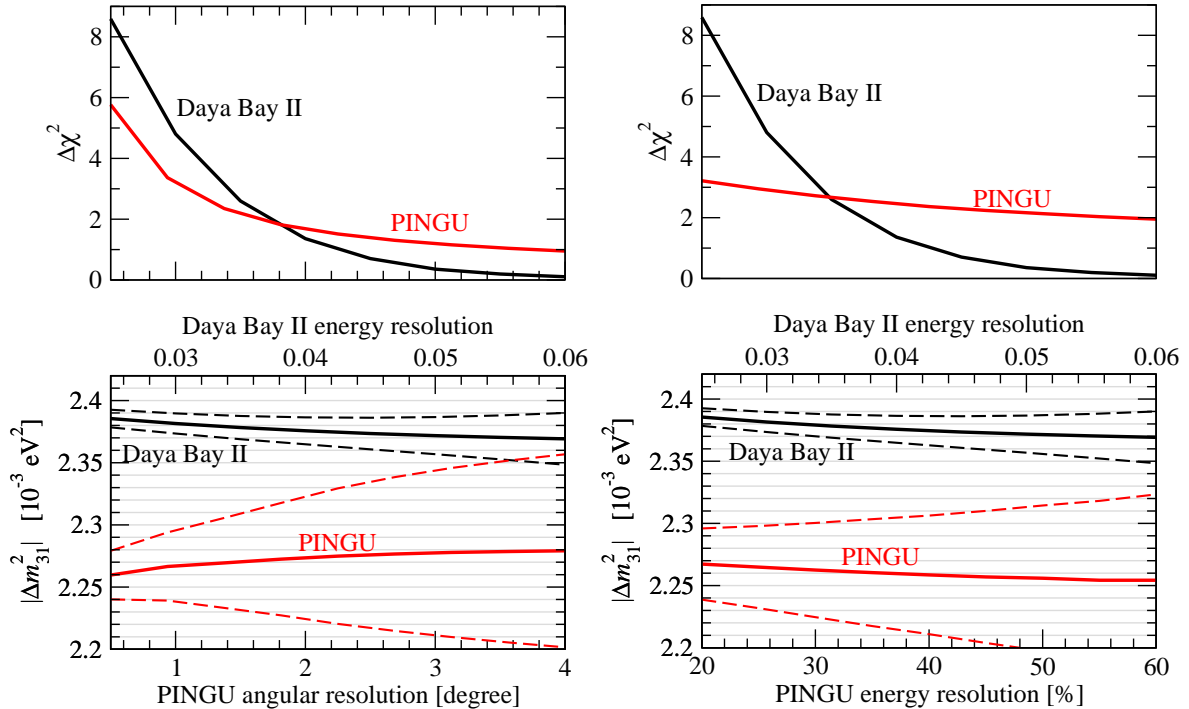 8
6
4
2
0
Δχ²
Daya Bay II
PINGU
8
6
4
2
0
Δχ²
Daya Bay II
PINGU
Daya Bay II energy resolution
0.03 0.04 0.05 0.06
2.4
2.35
2.3
2.25
2.2
|Δm²₃₁| [10⁻³ eV²]
Daya Bay II
PINGU
1 2 3 4
PINGU angular resolution [degree]
Daya Bay II energy resolution
0.03 0.04 0.05 0.06
2.4
2.35
2.3
2.25
2.2
|Δm²₃₁| [10⁻³ eV²]
Daya Bay II
PINGU
20 30 40 50 60
PINGU energy resolution [%]